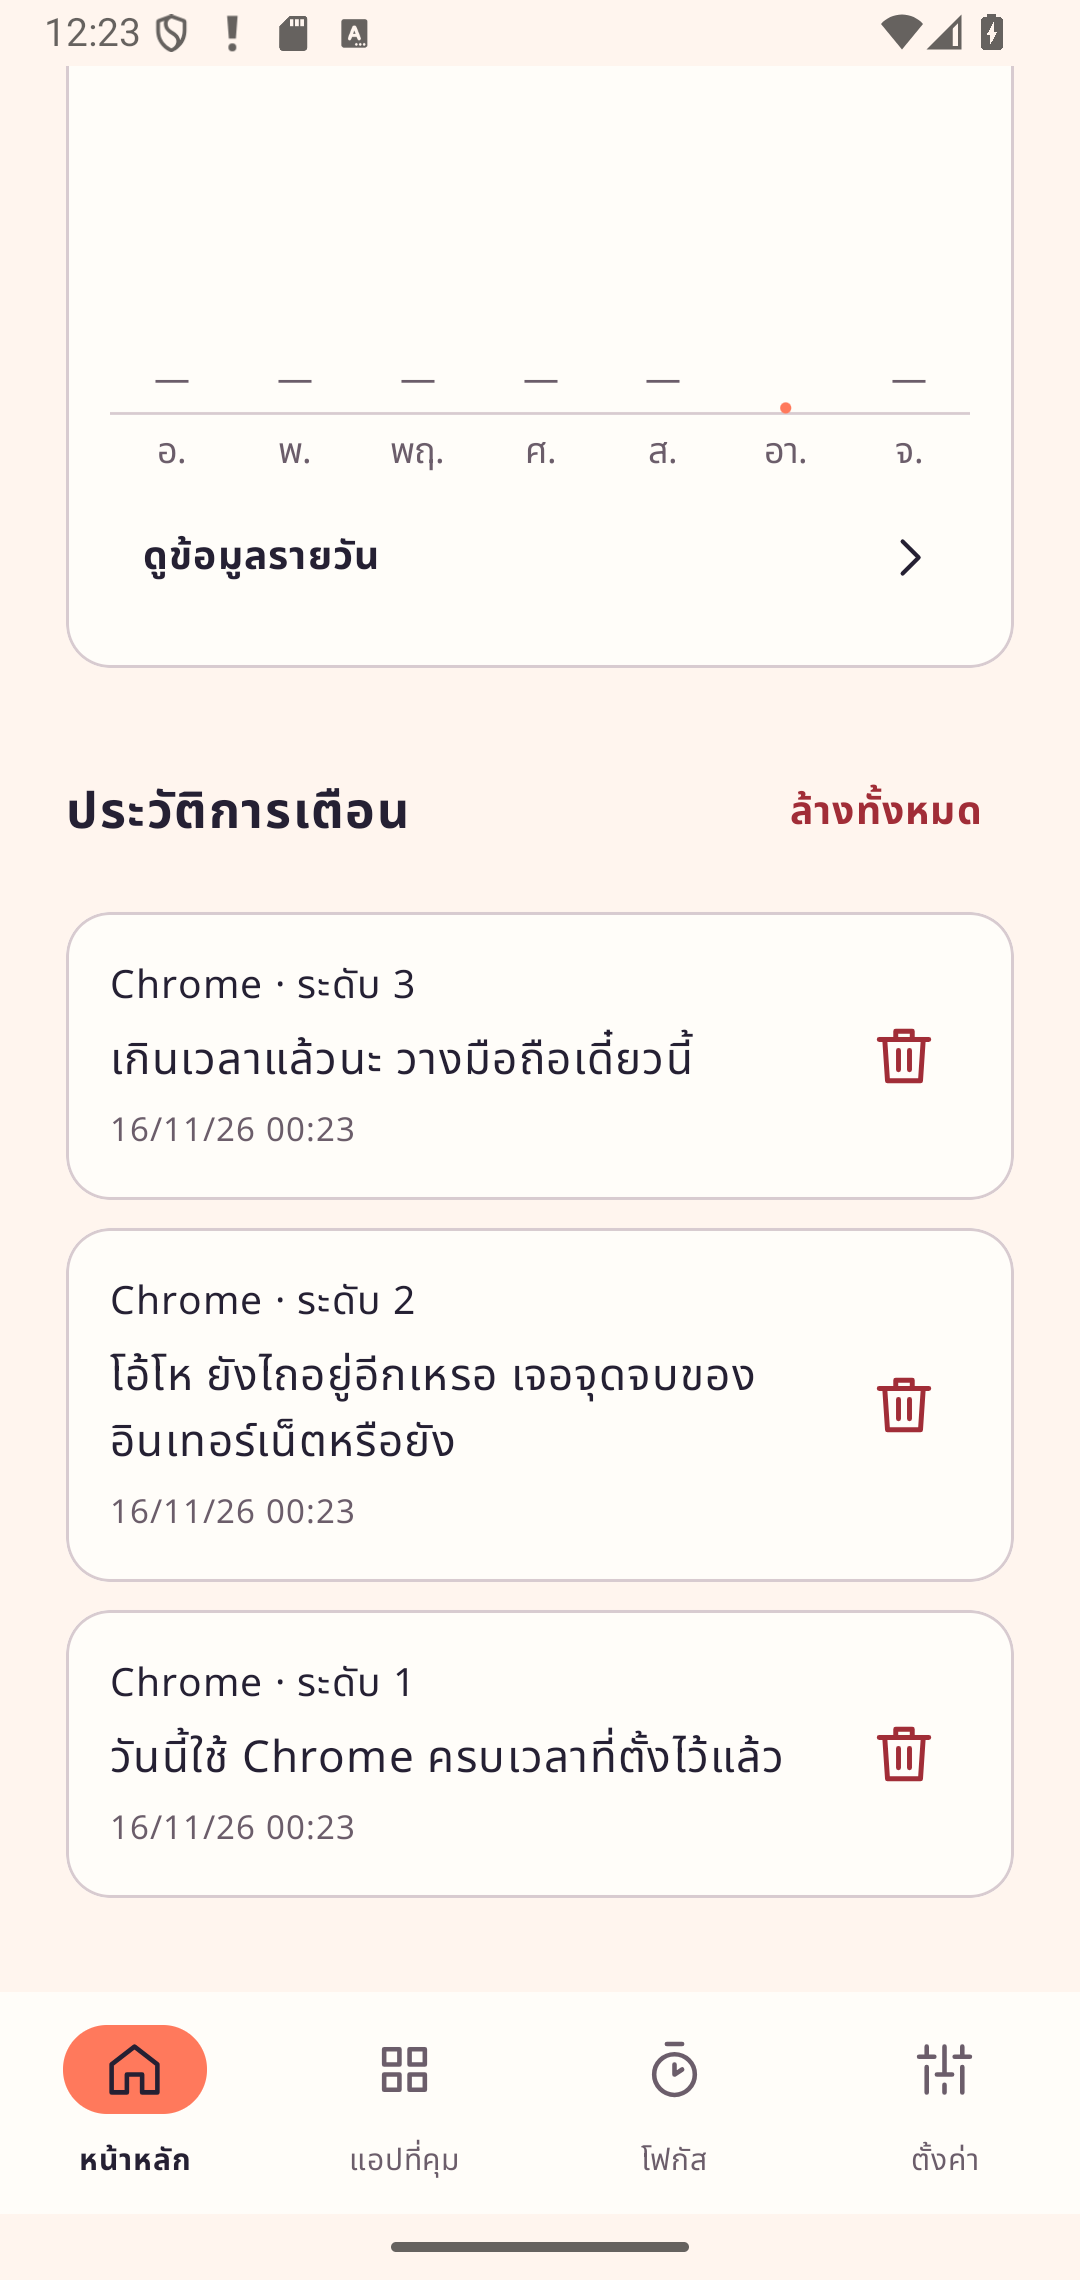 12:23
— — — — — —
อ. พ. พฤ. ศ. ส. อา. จ.
ดูข้อมูลรายวัน
ประวัติการเตือน ล้างทั้งหมด
Chrome · ระดับ 3
เกินเวลาแล้วนะ วางมือถือเดี๋ยวนี้
16/11/26 00:23
Chrome · ระดับ 2
โอ้โห ยังไถอยู่อีกเหรอ เจอจุดจบของ
อินเทอร์เน็ตหรือยัง
16/11/26 00:23
Chrome · ระดับ 1
วันนี้ใช้ Chrome ครบเวลาที่ตั้งไว้แล้ว
16/11/26 00:23
หน้าหลัก แอปที่คุม โฟกัส ตั้งค่า